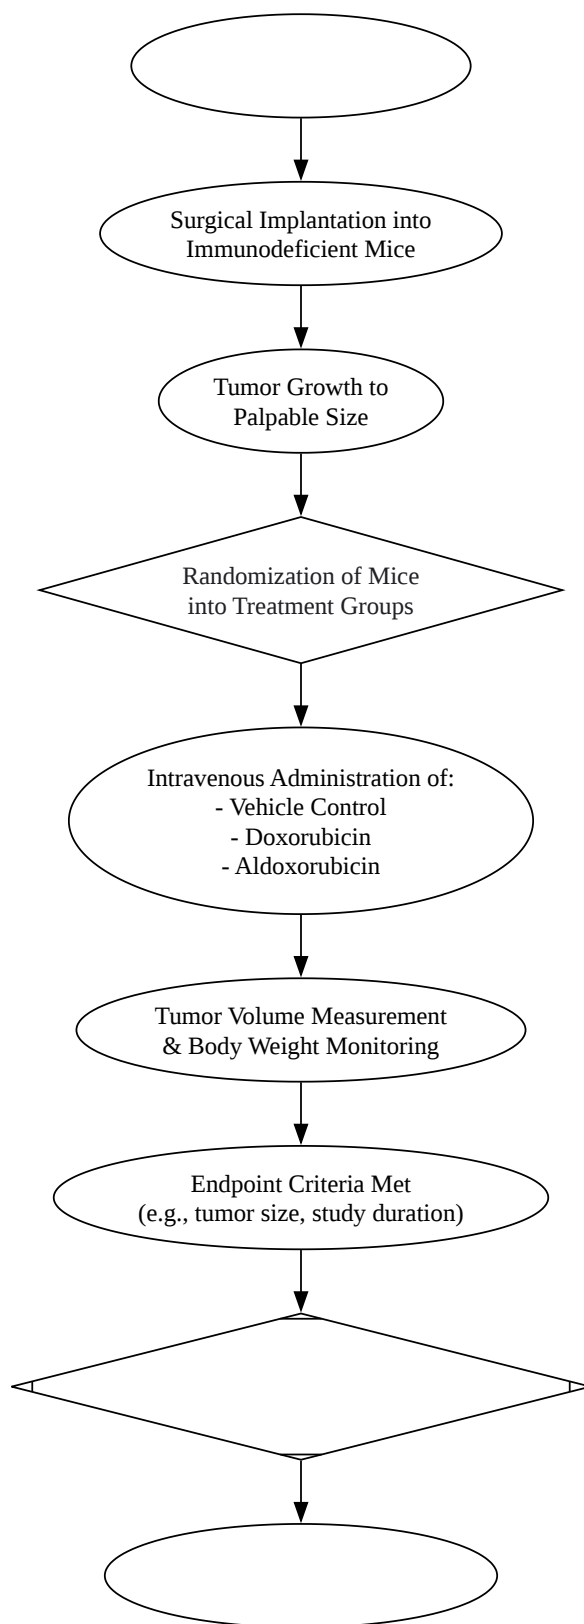 Surgical Implantation into
Immunodeficient Mice
Tumor Growth to
Palpable Size
Randomization of Mice
into Treatment Groups
Intravenous Administration of:
- Vehicle Control
- Doxorubicin
- Aldoxorubicin
Tumor Volume Measurement
& Body Weight Monitoring
Endpoint Criteria Met
(e.g., tumor size, study duration)